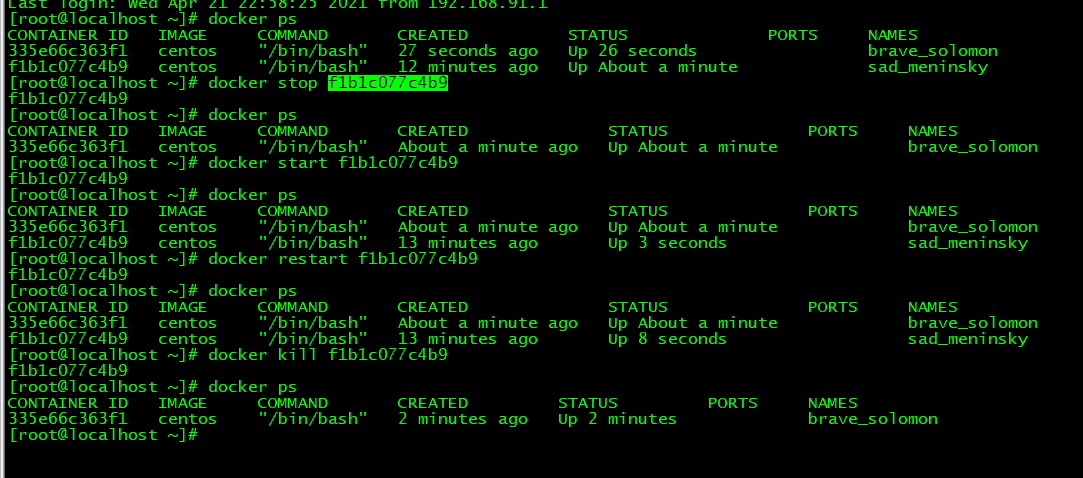 Last login: Wed Apr 21 22:58:25 2021 from 192.168.91.1
[root@localhost ~]# docker ps
CONTAINER ID   IMAGE     COMMAND       CREATED          STATUS              PORTS     NAMES
335e66c363f1   centos    "/bin/bash"   27 seconds ago   Up 26 seconds                 brave_solomon
f1b1c077c4b9   centos    "/bin/bash"   12 minutes ago   Up About a minute             sad_meninsky
[root@localhost ~]# docker stop f1b1c077c4b9
f1b1c077c4b9
[root@localhost ~]# docker ps
CONTAINER ID   IMAGE     COMMAND       CREATED              STATUS              PORTS     NAMES
335e66c363f1   centos    "/bin/bash"   About a minute ago   Up About a minute             brave_solomon
[root@localhost ~]# docker start f1b1c077c4b9
f1b1c077c4b9
[root@localhost ~]# docker ps
CONTAINER ID   IMAGE     COMMAND       CREATED              STATUS              PORTS     NAMES
335e66c363f1   centos    "/bin/bash"   About a minute ago   Up About a minute             brave_solomon
f1b1c077c4b9   centos    "/bin/bash"   13 minutes ago       Up 3 seconds                  sad_meninsky
[root@localhost ~]# docker restart f1b1c077c4b9
f1b1c077c4b9
[root@localhost ~]# docker ps
CONTAINER ID   IMAGE     COMMAND       CREATED              STATUS              PORTS     NAMES
335e66c363f1   centos    "/bin/bash"   About a minute ago   Up About a minute             brave_solomon
f1b1c077c4b9   centos    "/bin/bash"   13 minutes ago       Up 8 seconds                  sad_meninsky
[root@localhost ~]# docker kill f1b1c077c4b9
f1b1c077c4b9
[root@localhost ~]# docker ps
CONTAINER ID   IMAGE     COMMAND       CREATED         STATUS         PORTS     NAMES
335e66c363f1   centos    "/bin/bash"   2 minutes ago   Up 2 minutes             brave_solomon
[root@localhost ~]#